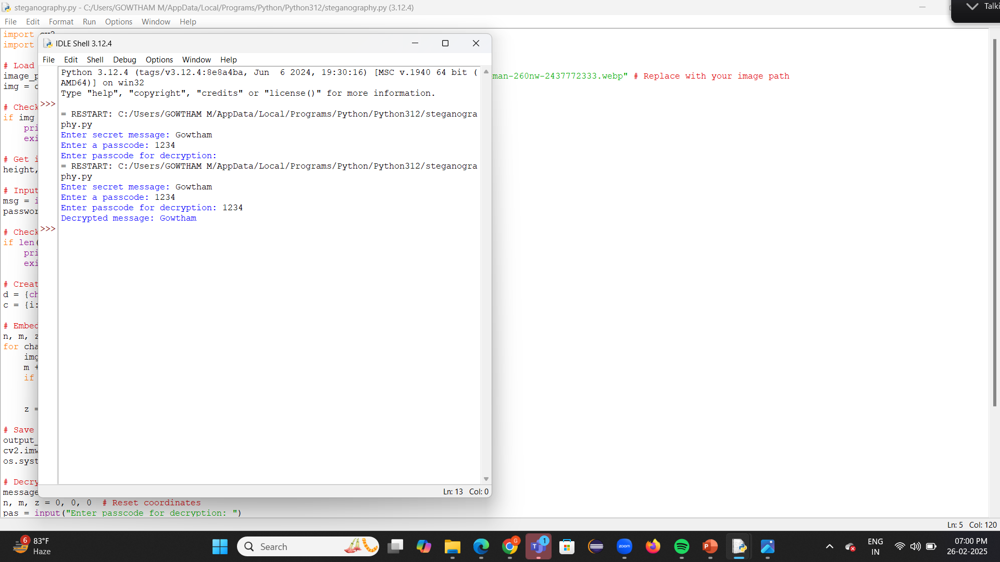 steganography.py - C:/Users/GOWTHAM M/AppData/Local/Programs/Python/Python312/steganography.py (3.12.4)
Talki
File Edit Format Run Options Window Help
import cv2
import
# Load
image_p
man-260nw-2437772333.webp" # Replace with your image path
img = c
# Check
if img
pri
exi
# Get i
height,
# Input
msg = i
passwor
# Check
if len(
pri
exi
# Creat
d = {ch
c = {i:
# Embed
n, m, z
for cha
img
m +
if
z =
# Save
output_
cv2.imw
os.syst
# Decry
message
n, m, z = 0, 0, 0 # Reset coordinates
pas = input("Enter passcode for decryption: ")
IDLE Shell 3.12.4
File Edit Shell Debug Options Window Help
Python 3.12.4 (tags/v3.12.4:8e8a4ba, Jun 6 2024, 19:30:16) [MSC v.1940 64 bit (
AMD64)] on win32
Type "help", "copyright", "credits" or "license()" for more information.
>>>
= RESTART: C:/Users/GOWTHAM M/AppData/Local/Programs/Python/Python312/steganogra
phy.py
Enter secret message: Gowtham
Enter a passcode: 1234
Enter passcode for decryption:
= RESTART: C:/Users/GOWTHAM M/AppData/Local/Programs/Python/Python312/steganogra
phy.py
Enter secret message: Gowtham
Enter a passcode: 1234
Enter passcode for decryption: 1234
Decrypted message: Gowtham
>>>
Ln: 13 Col: 0
Ln: 5 Col: 120
6
83°F
Haze
Search
G
T
1
zoom
P
ENG
IN
07:00 PM
26-02-2025